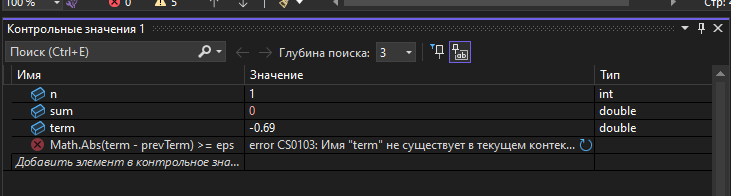 100 %
0
5
Стр: 4
Контрольные значения 1
Поиск (Ctrl+E)
Глубина поиска: 3
Имя Значение Тип
n 1 int
sum 0 double
term -0.69 double
Math.Abs(term - prevTerm) >= eps error CS0103: Имя "term" не существует в текущем контек...
Добавить элемент в контрольное зна...